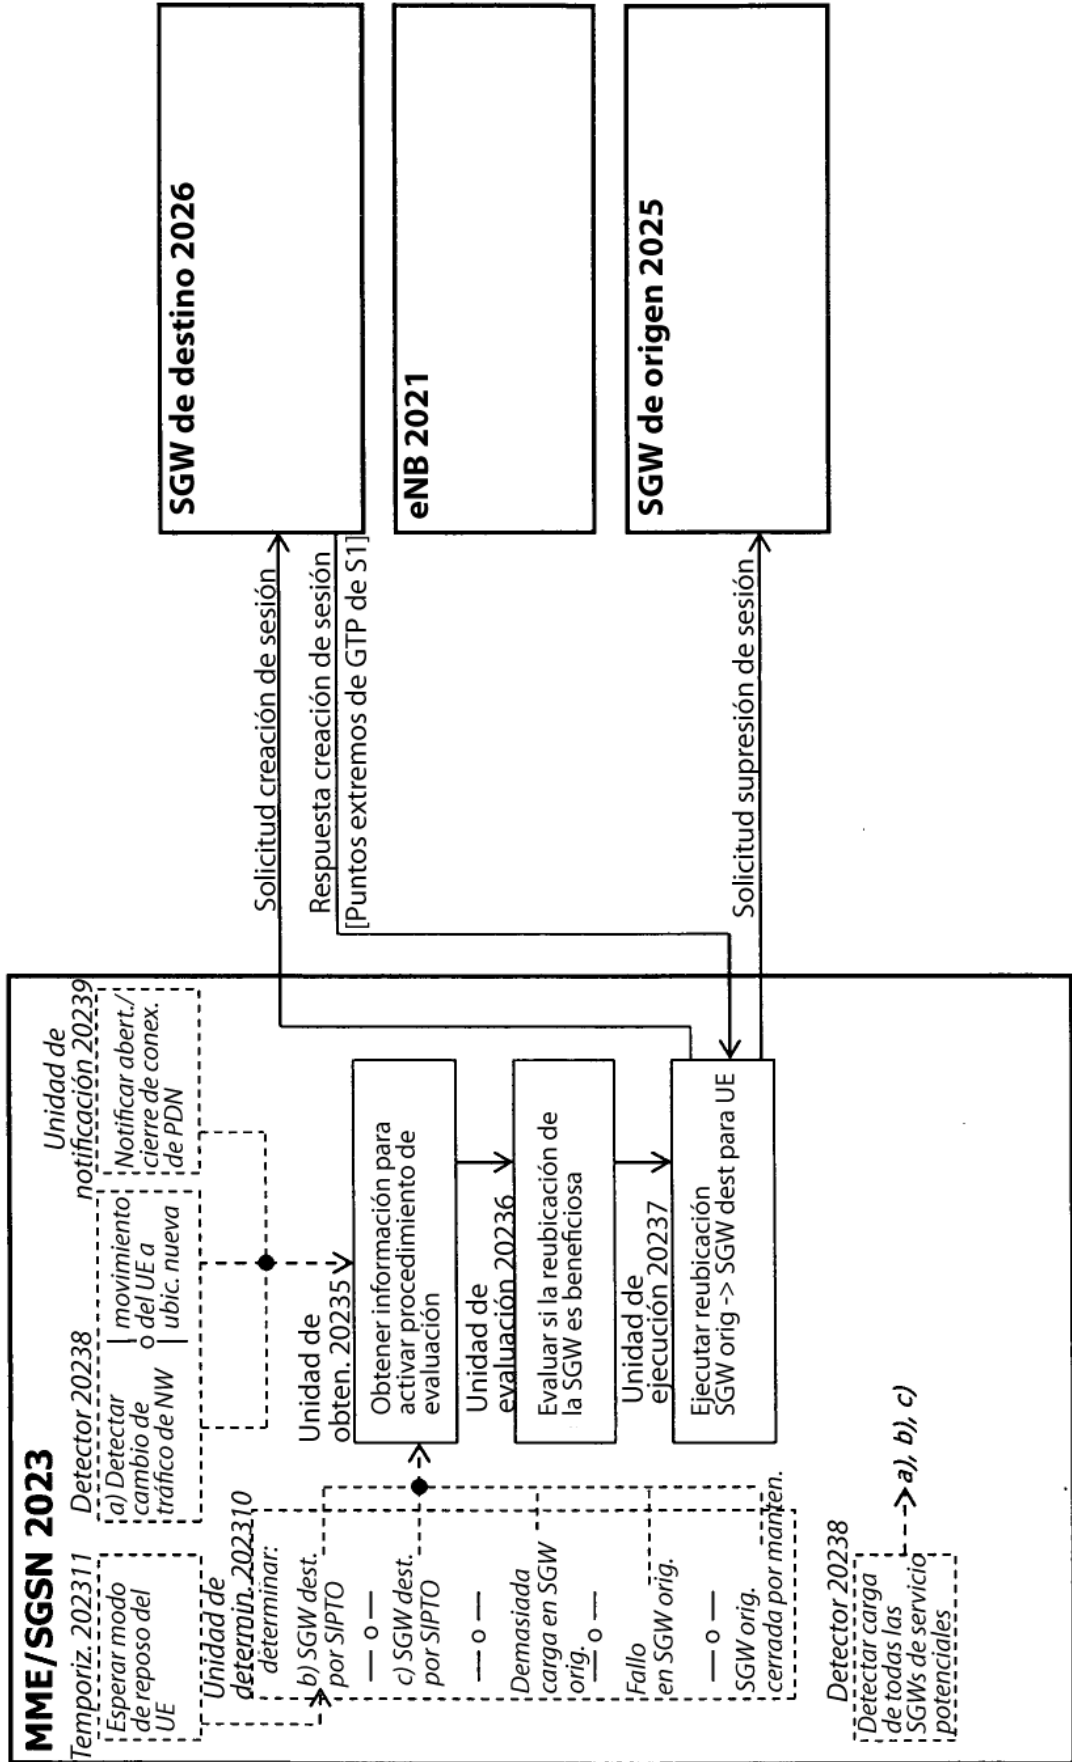 MME/SGSN 2023
Temporiz. 202311
Esperar modo
de reposo del
UE
Detector 20238
a) Detectar
cambio de
tráfico de NW
o
movimiento
del UE a
ubic. nueva
Unidad de
notificación 20239
Notificar abert./
cierre de conex.
de PDN
Unidad de
determin. 202310
determinar:
b) SGW dest.
por SIPTO
— o —
c) SGW dest.
por SIPTO
— o —
Demasiada
carga en SGW
orig.
— o —
Fallo
en SGW orig.
— o —
SGW orig.
cerrada por manten.
Unidad de
obten. 20235
Obtener información para
activar procedimiento de
evaluación
Unidad de
evaluación 20236
Evaluar si la reubicación de
la SGW es beneficiosa
Unidad de
ejecución 20237
Ejecutar reubicación
SGW orig -> SGW dest para UE
Detector 20238
Detectar carga
de todas las
SGWs de servicio
potenciales
a), b), c)
Solicitud creación de sesión
Respuesta creación de sesión
[Puntos extremos de GTP de S1]
Solicitud supresión de sesión
SGW de destino 2026
eNB 2021
SGW de origen 2025